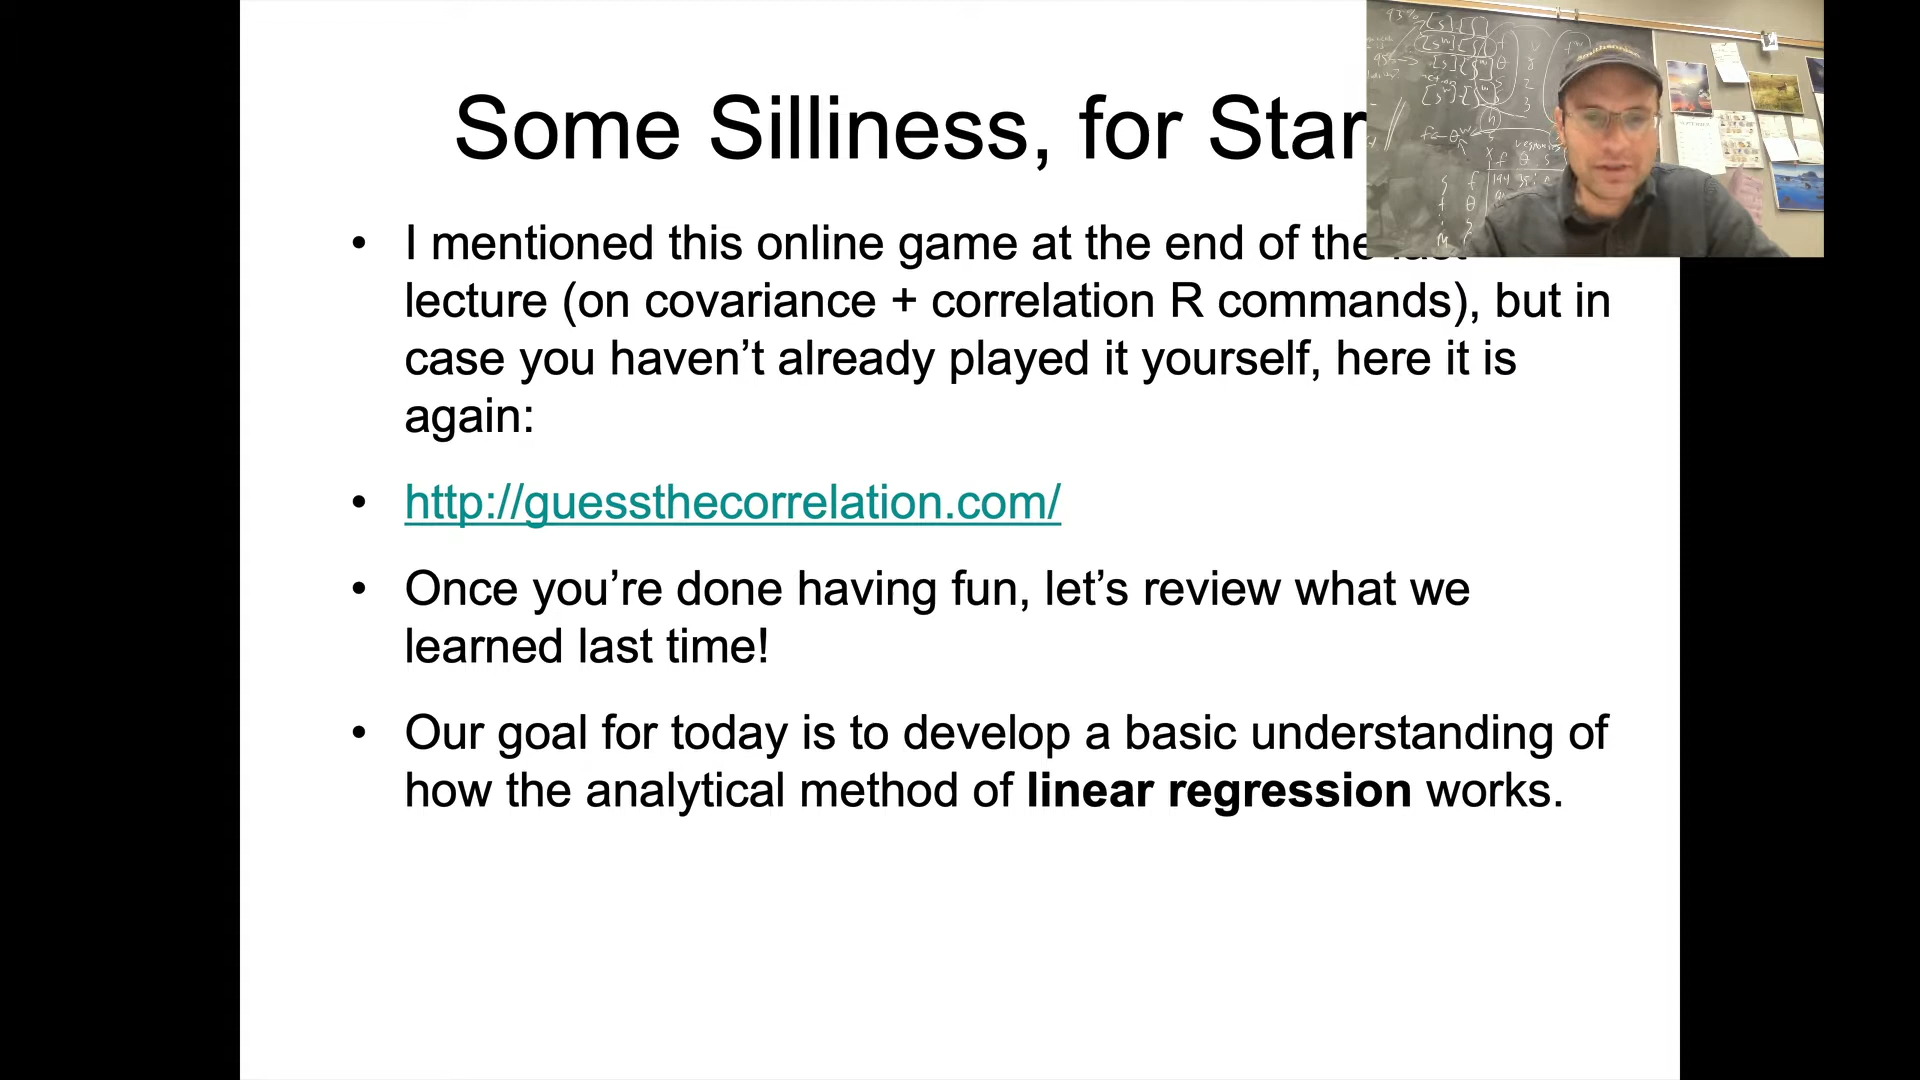 Some Silliness, for Star
• I mentioned this online game at the end of the last
lecture (on covariance + correlation R commands), but in
case you haven’t already played it yourself, here it is
again:
• http://guessthecorrelation.com/
• Once you’re done having fun, let’s review what we
learned last time!
• Our goal for today is to develop a basic understanding of
how the analytical method of linear regression works.